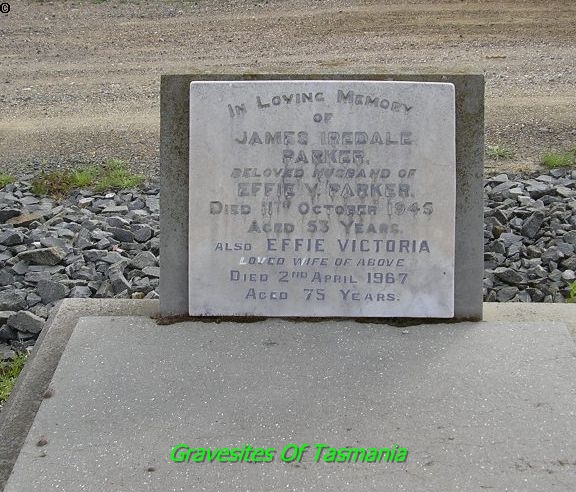 ©
In Loving Memory
OF
JAMES IREDALE
PARKER.
BELOVED HUSBAND OF
EFFIE V. PARKER.
DIED 11TH OCTOBER 1945
AGED 53 YEARS.
ALSO EFFIE VICTORIA
LOVED WIFE OF ABOVE
DIED 2ND APRIL 1967
AGED 75 YEARS.
Gravesites Of Tasmania